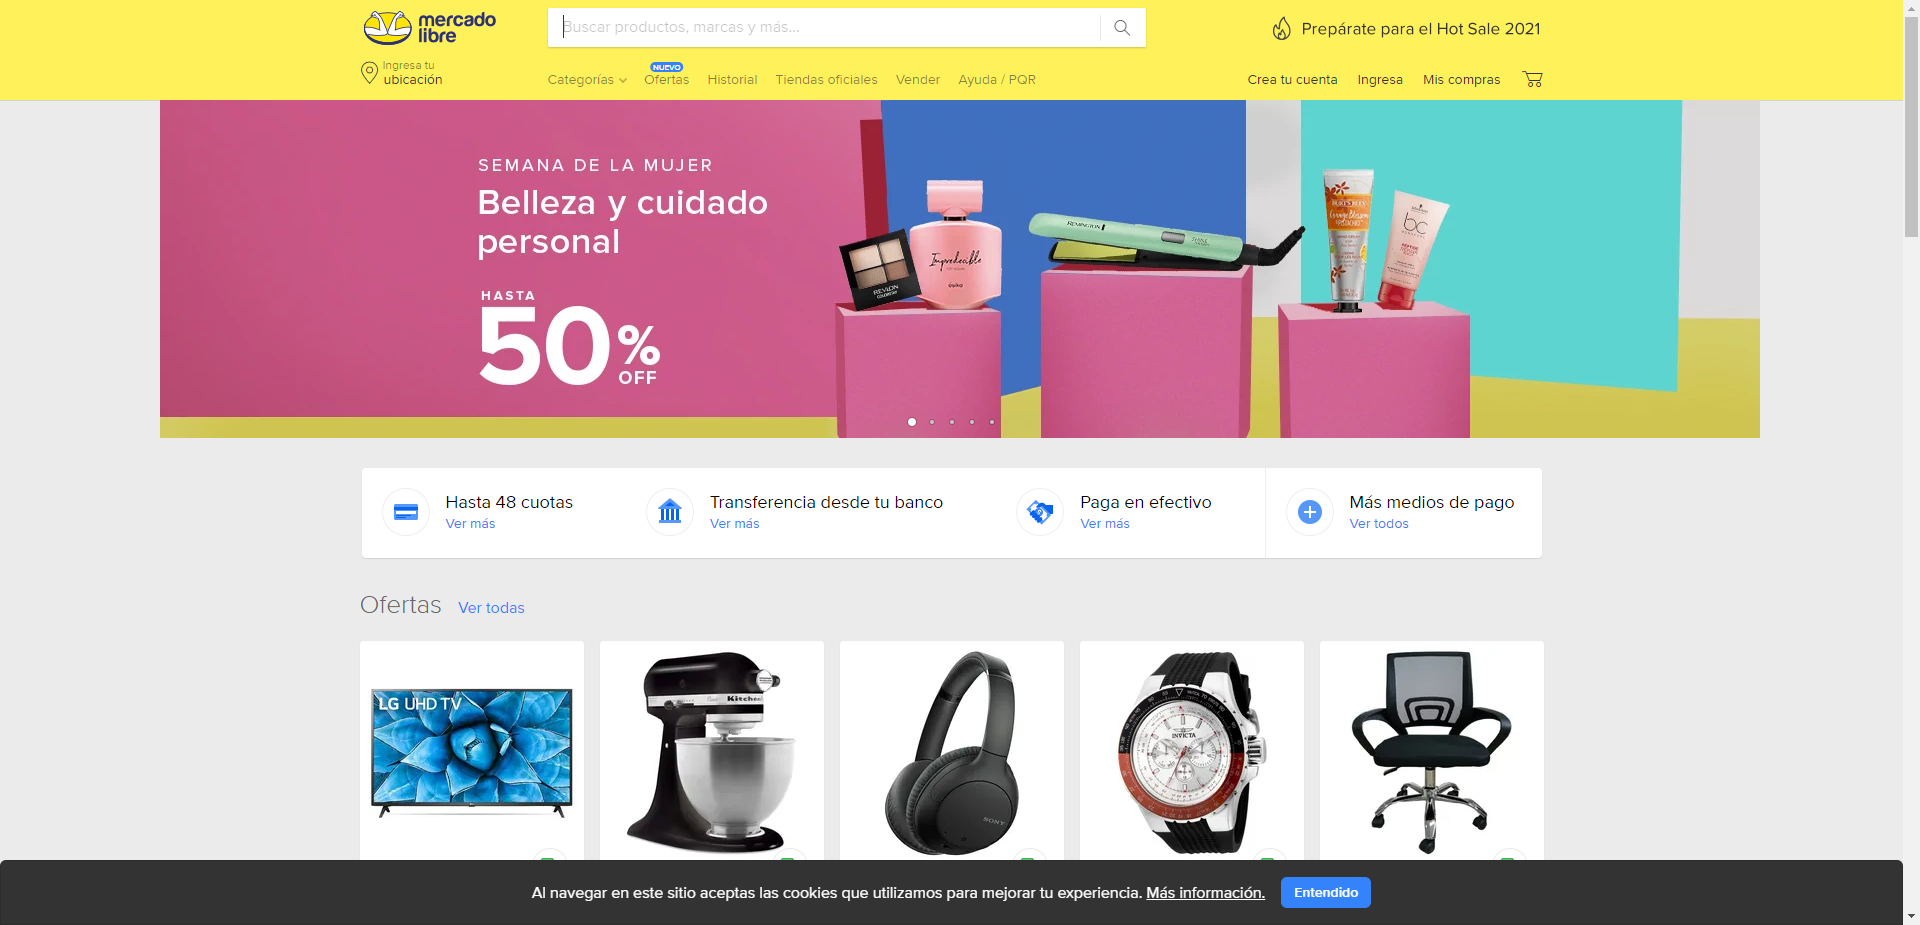 mercado
libre
Buscar productos, marcas y más...
Prepárate para el Hot Sale 2021
Ingresa tu
ubicación
Categorías
NUEVO
Ofertas
Historial
Tiendas oficiales
Vender
Ayuda / PQR
Crea tu cuenta
Ingresa
Mis compras
SEMANA DE LA MUJER
Belleza y cuidado
personal
HASTA
50%
OFF
REVLON
Impredecible
REMINGTON
BURT'S BEES
bc
Hasta 48 cuotas
Ver más
Transferencia desde tu banco
Ver más
Paga en efectivo
Ver más
Más medios de pago
Ver todos
Ofertas
Ver todas
LG UHD TV
SONY
INVICTA
Al navegar en este sitio aceptas las cookies que utilizamos para mejorar tu experiencia. Más información.
Entendido